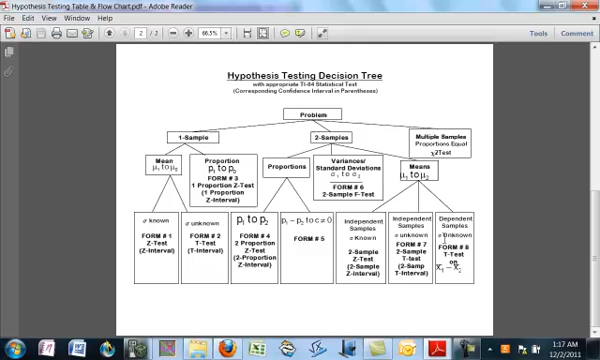 Hypothesis Testing Table & Flow Chart.pdf - Adobe Reader
File Edit View Window Help
2 / 2 66.5% Tools Comment
Hypothesis Testing Decision Tree
with appropriate TI-84 Statistical Test
(Corresponding Confidence Interval in Parentheses)
Problem
1-Sample
2-Samples
Multiple Samples
Proportions Equal
χ2Test
Mean
μ₁ to μ₀
Proportion
p₁ to p₀
FORM # 3
1 Proportion Z-Test
(1 Proportion
Z-Interval)
Proportions
Variances/
Standard Deviations
σ₁ to σ₂
FORM # 6
2-Sample F-Test
Means
μ₁ to μ₂
σ known
FORM # 1
Z-Test
(Z-Interval)
σ unknown
FORM # 2
T-Test
(T-Interval)
p₁ to p₂
FORM # 4
2 Proportion
Z-Test
(2-Proportion
Z-Interval)
p₁ − p₂ to c ≠ 0
FORM # 5
Independent
Samples
σ Known
2-Sample
Z-Test
(2-Sample
Z-Interval)
Independent
Samples
σ unknown
FORM # 7
2-Sample
T-test
(2-Samp
T-Interval)
Dependent
Samples
σ Unknown
FORM # 8
T-Test
on
x̄₁ − x̄₂
1:17 AM
12/2/2011